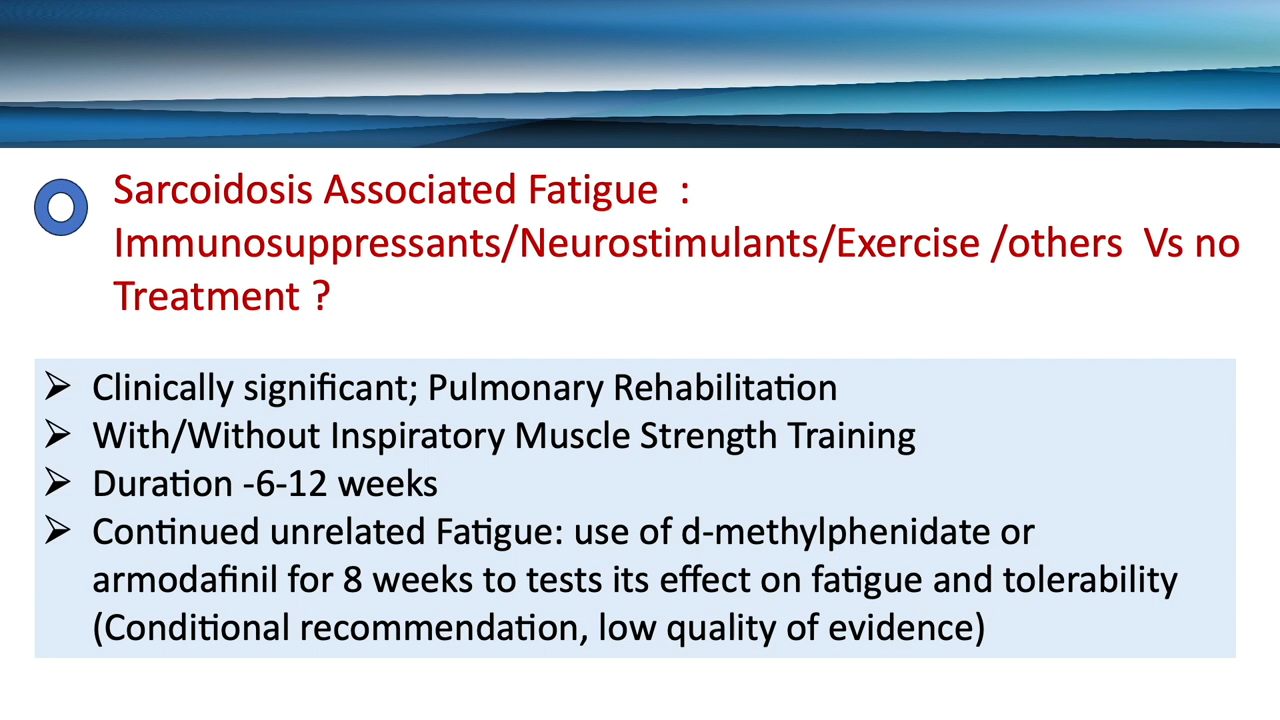 Sarcoidosis Associated Fatigue  :
Immunosuppressants/Neurostimulants/Exercise /others  Vs no
Treatment ?
➢ Clinically significant; Pulmonary Rehabilitation
➢ With/Without Inspiratory Muscle Strength Training
➢ Duration -6-12 weeks
➢ Continued unrelated Fatigue: use of d-methylphenidate or
armodafinil for 8 weeks to tests its effect on fatigue and tolerability
(Conditional recommendation, low quality of evidence)